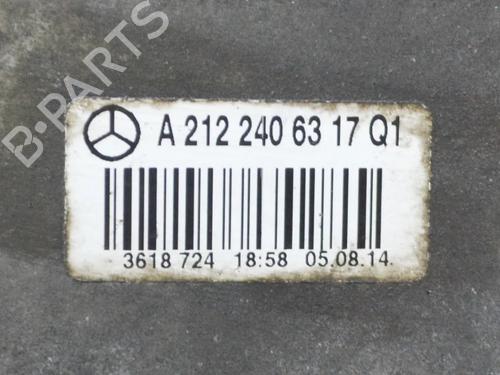 B-PARTS
A 212 240 63 17 Q1
3618 724 18:58 05.08.14.